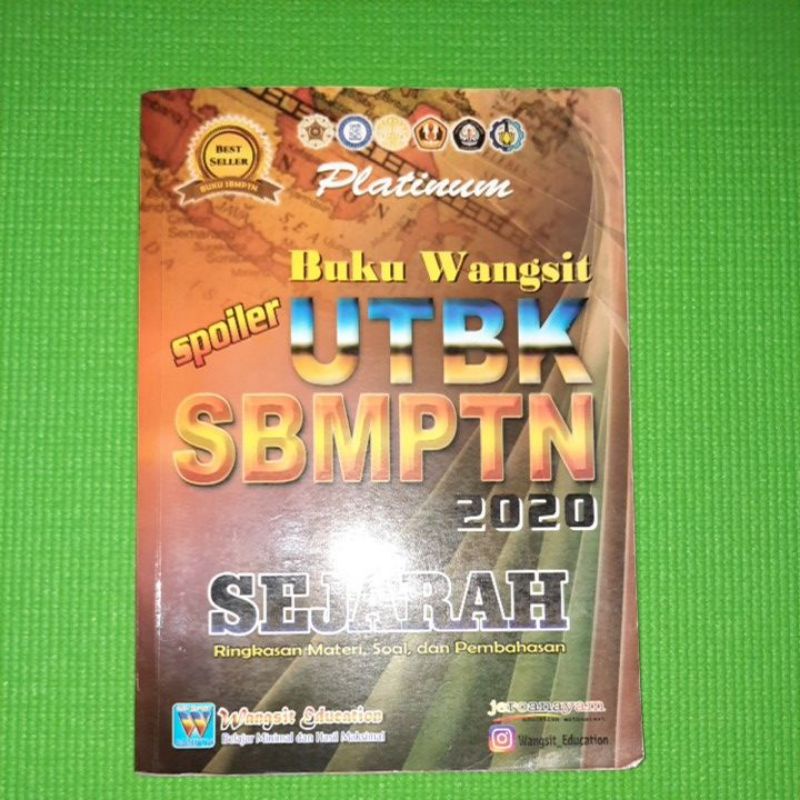 BEST
SELLER
BUKU SBMPTN
Platinum
Buku Wangsit
spoiler
UTBK
SBMPTN
2020
SEJARAH
Ringkasan Materi, Soal, dan Pembahasan
Wangsit Education
Belajar Minimal dan Hasil Maksimal
jeroanayam
Wangsit_Education